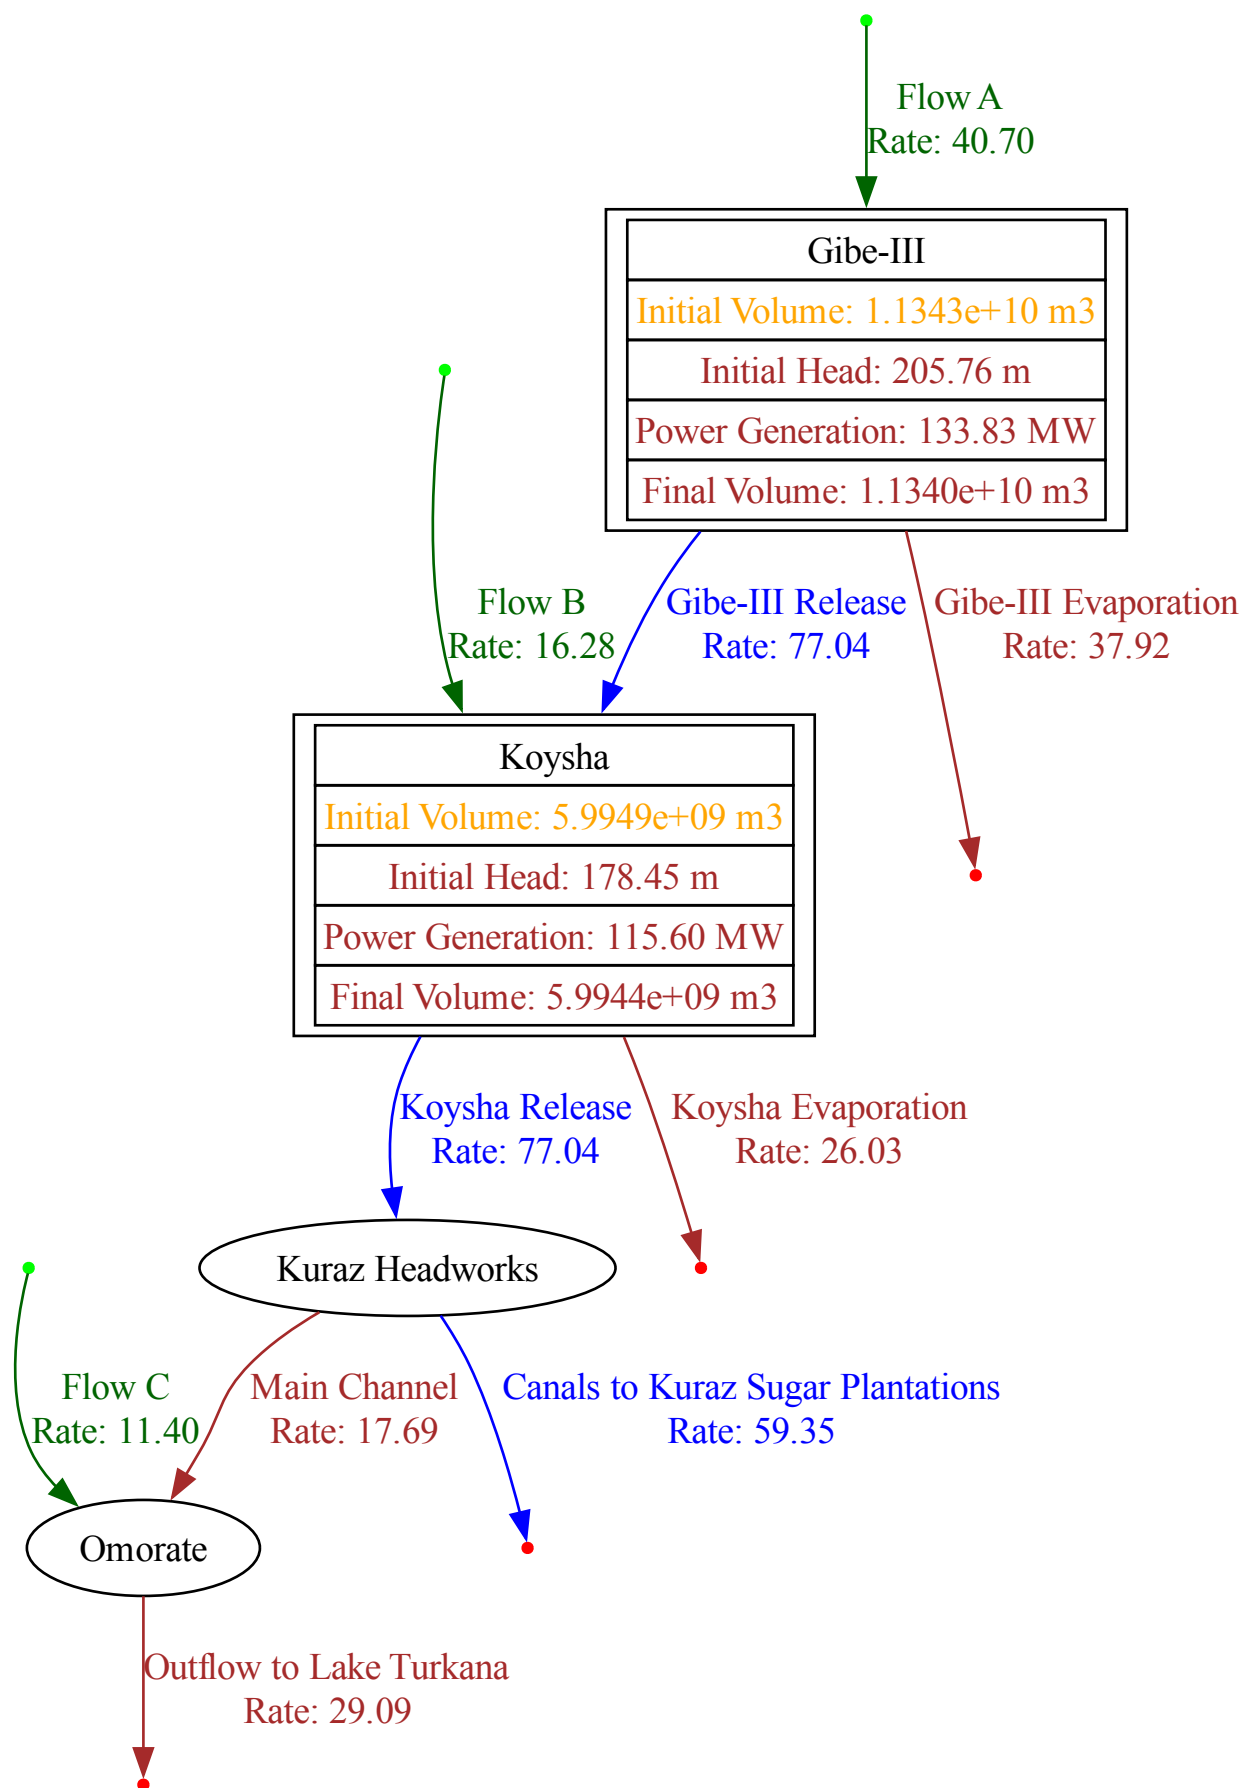 Flow A
Rate: 40.70
Gibe-III
Initial Volume: 1.1343e+10 m3
Initial Head: 205.76 m
Power Generation: 133.83 MW
Final Volume: 1.1340e+10 m3
Flow B
Rate: 16.28
Gibe-III Release
Rate: 77.04
Gibe-III Evaporation
Rate: 37.92
Koysha
Initial Volume: 5.9949e+09 m3
Initial Head: 178.45 m
Power Generation: 115.60 MW
Final Volume: 5.9944e+09 m3
Koysha Release
Rate: 77.04
Koysha Evaporation
Rate: 26.03
Kuraz Headworks
Flow C
Rate: 11.40
Main Channel
Rate: 17.69
Canals to Kuraz Sugar Plantations
Rate: 59.35
Omorate
Outflow to Lake Turkana
Rate: 29.09